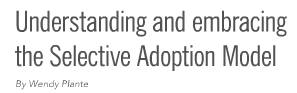 Understanding and embracing
the Selective Adoption Model
By Wendy Plante